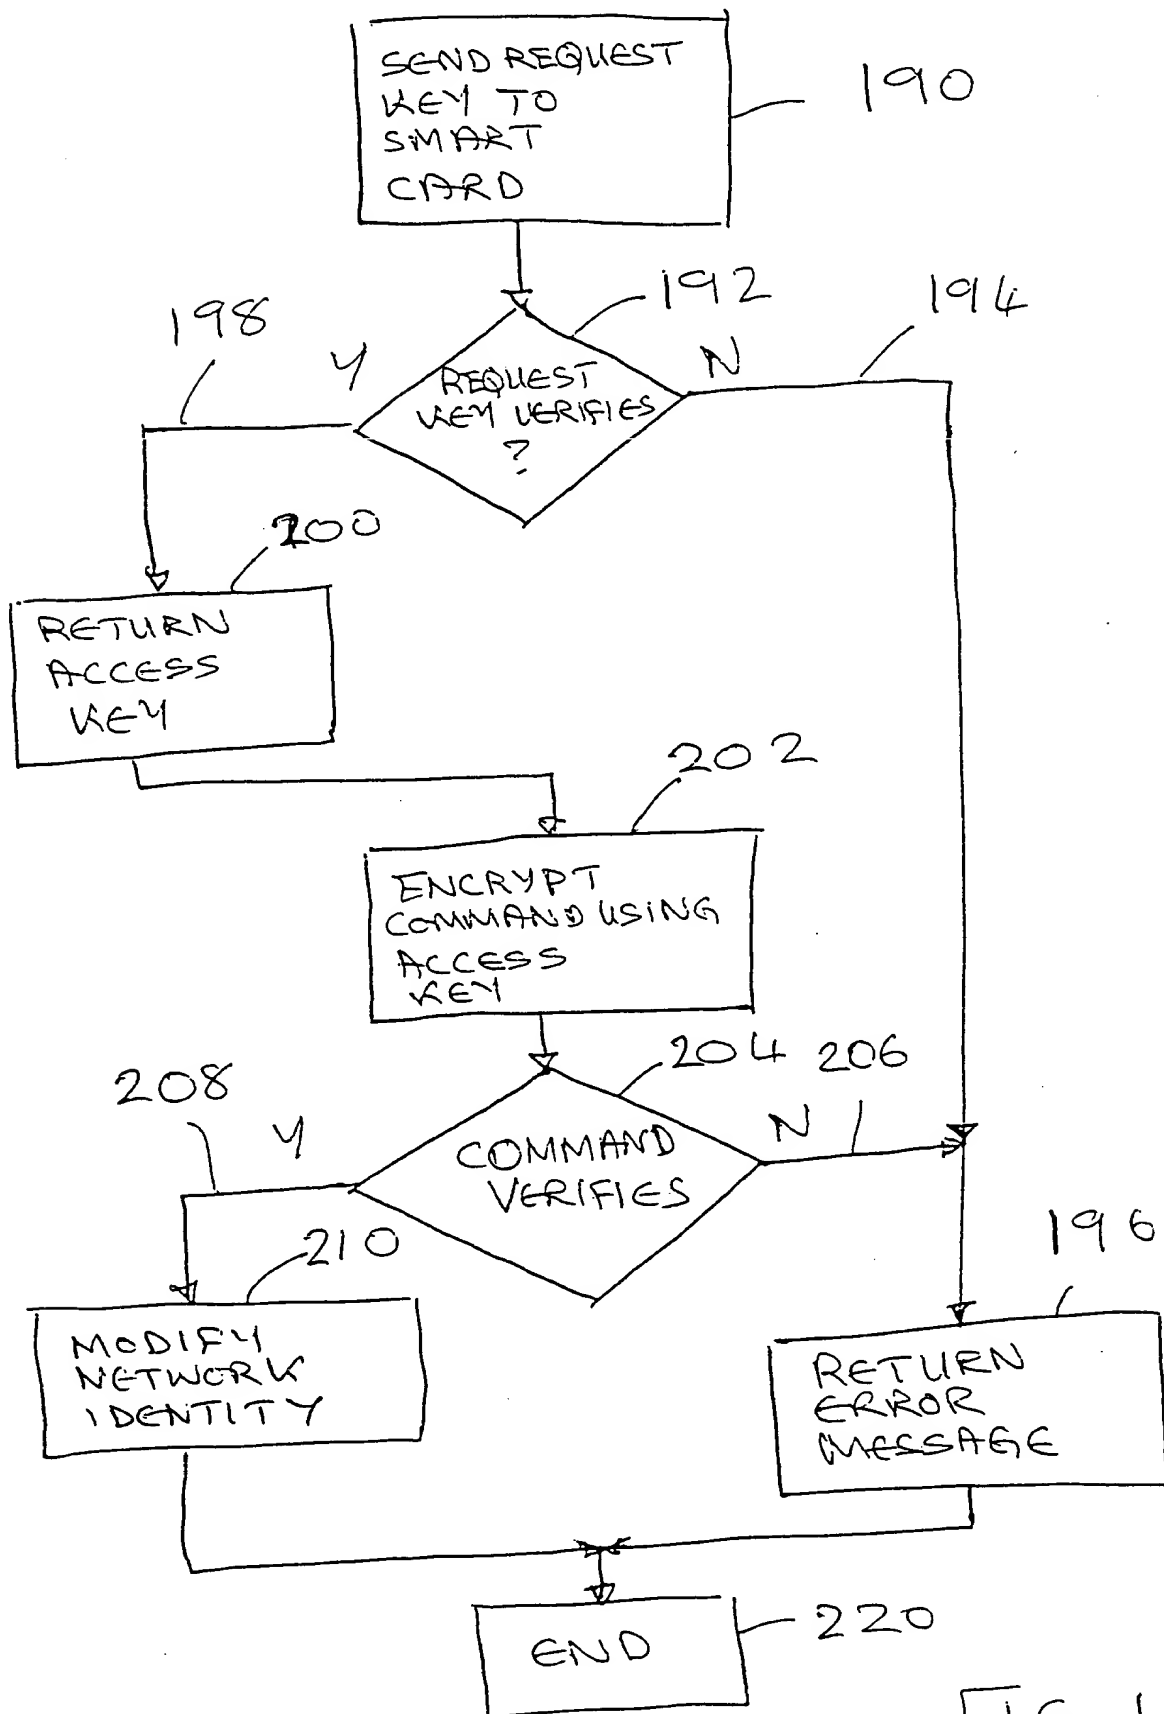 SEND REQUEST
KEY TO
SMART
CARD
190
192
194
198
Y
N
REQUEST
KEY VERIFIES
?
200
RETURN
ACCESS
KEY
202
ENCRYPT
COMMAND USING
ACCESS
KEY
204
206
208
Y
N
COMMAND
VERIFIES
210
196
MODIFY
NETWORK
IDENTITY
RETURN
ERROR
MESSAGE
END
220